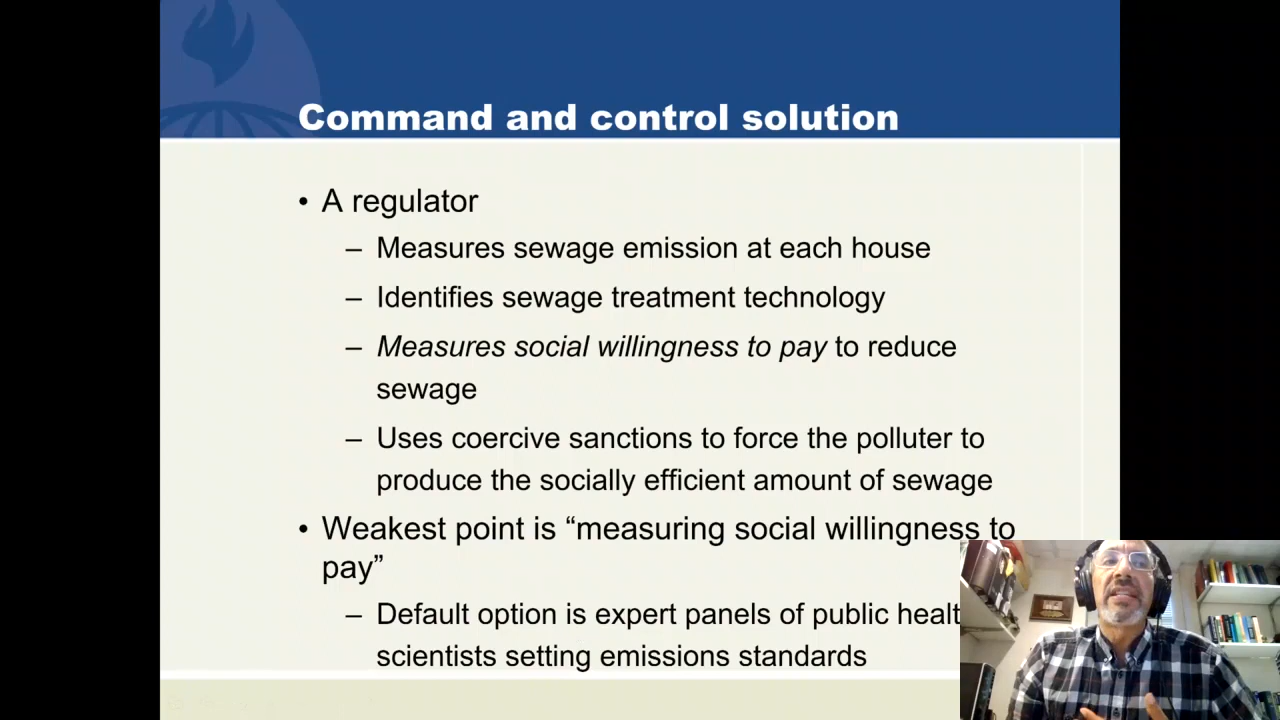 Command and control solution
• A regulator
– Measures sewage emission at each house
– Identifies sewage treatment technology
– Measures social willingness to pay to reduce
sewage
– Uses coercive sanctions to force the polluter to
produce the socially efficient amount of sewage
• Weakest point is “measuring social willingness to
pay”
– Default option is expert panels of public
scientists setting emissions standards